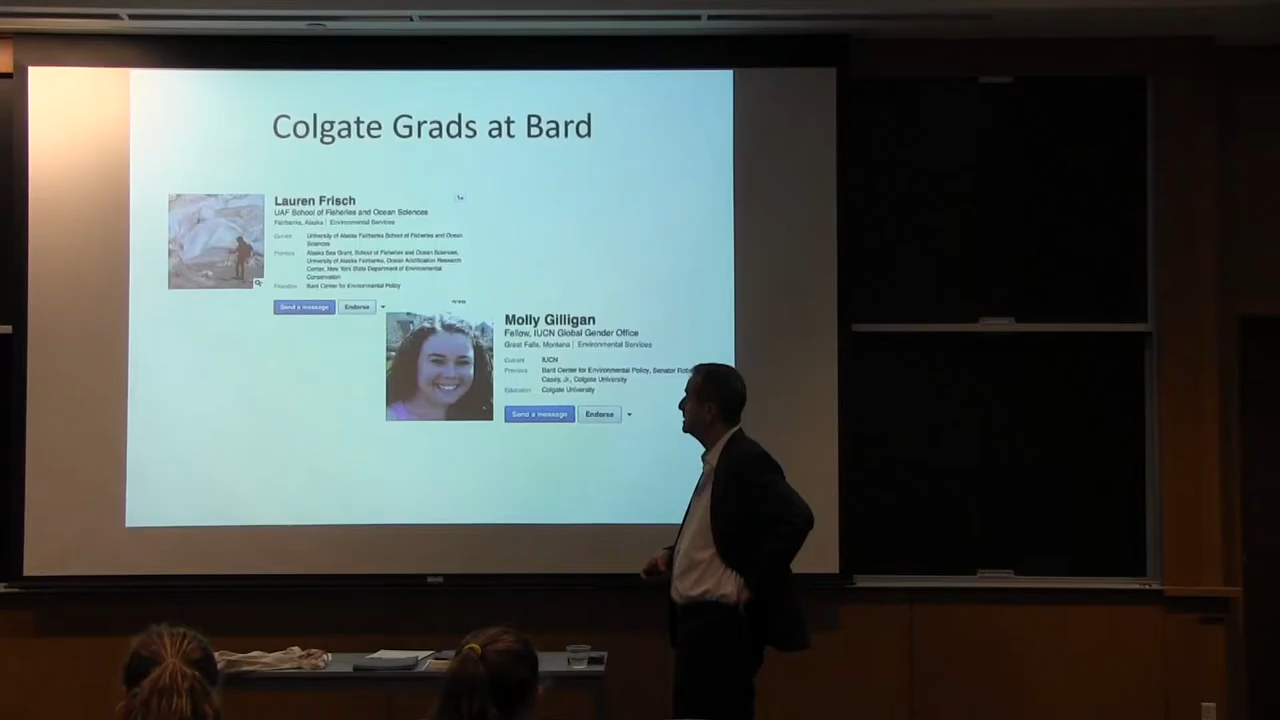 Colgate Grads at Bard
Lauren Frisch
UAF School of Fisheries and Ocean Sciences
Fairbanks, Alaska | Environmental Services
Current University of Alaska Fairbanks School of Fisheries and Ocean
Sciences
Previous Alaska Sea Grant, School of Fisheries and Ocean Sciences,
University of Alaska Fairbanks, Ocean Acidification Research
Center, New York State Department of Environmental
Conservation
Education Bard Center for Environmental Policy
Send a message Endorse
Molly Gilligan
Fellow, IUCN Global Gender Office
Great Falls, Montana | Environmental Services
Current IUCN
Previous Bard Center for Environmental Policy, Senator
Casey, Jr., Colgate University
Education Colgate University
Send a message Endorse